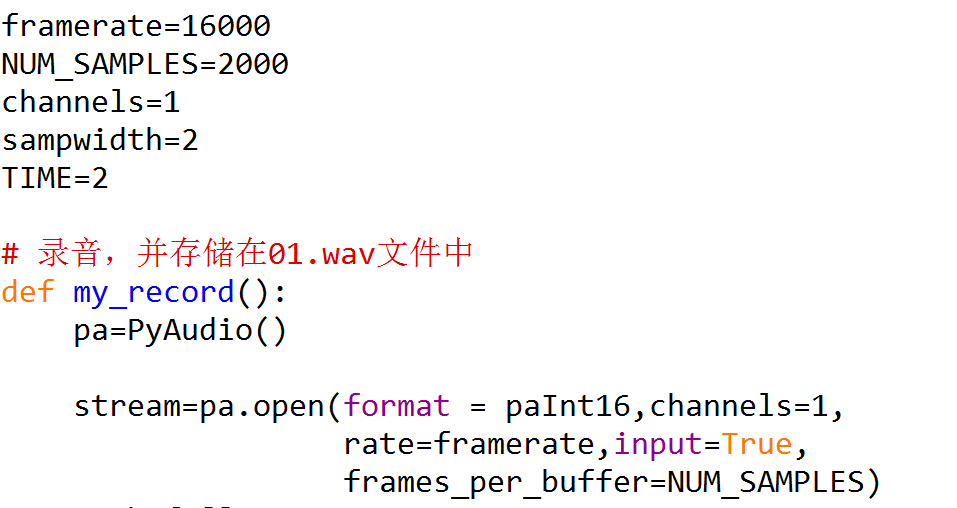 framerate=16000
NUM_SAMPLES=2000
channels=1
sampwidth=2
TIME=2
# 录音，并存储在01.wav文件中
def my_record():
    pa=PyAudio()
    stream=pa.open(format = paInt16,channels=1,
                   rate=framerate,input=True,
                   frames_per_buffer=NUM_SAMPLES)